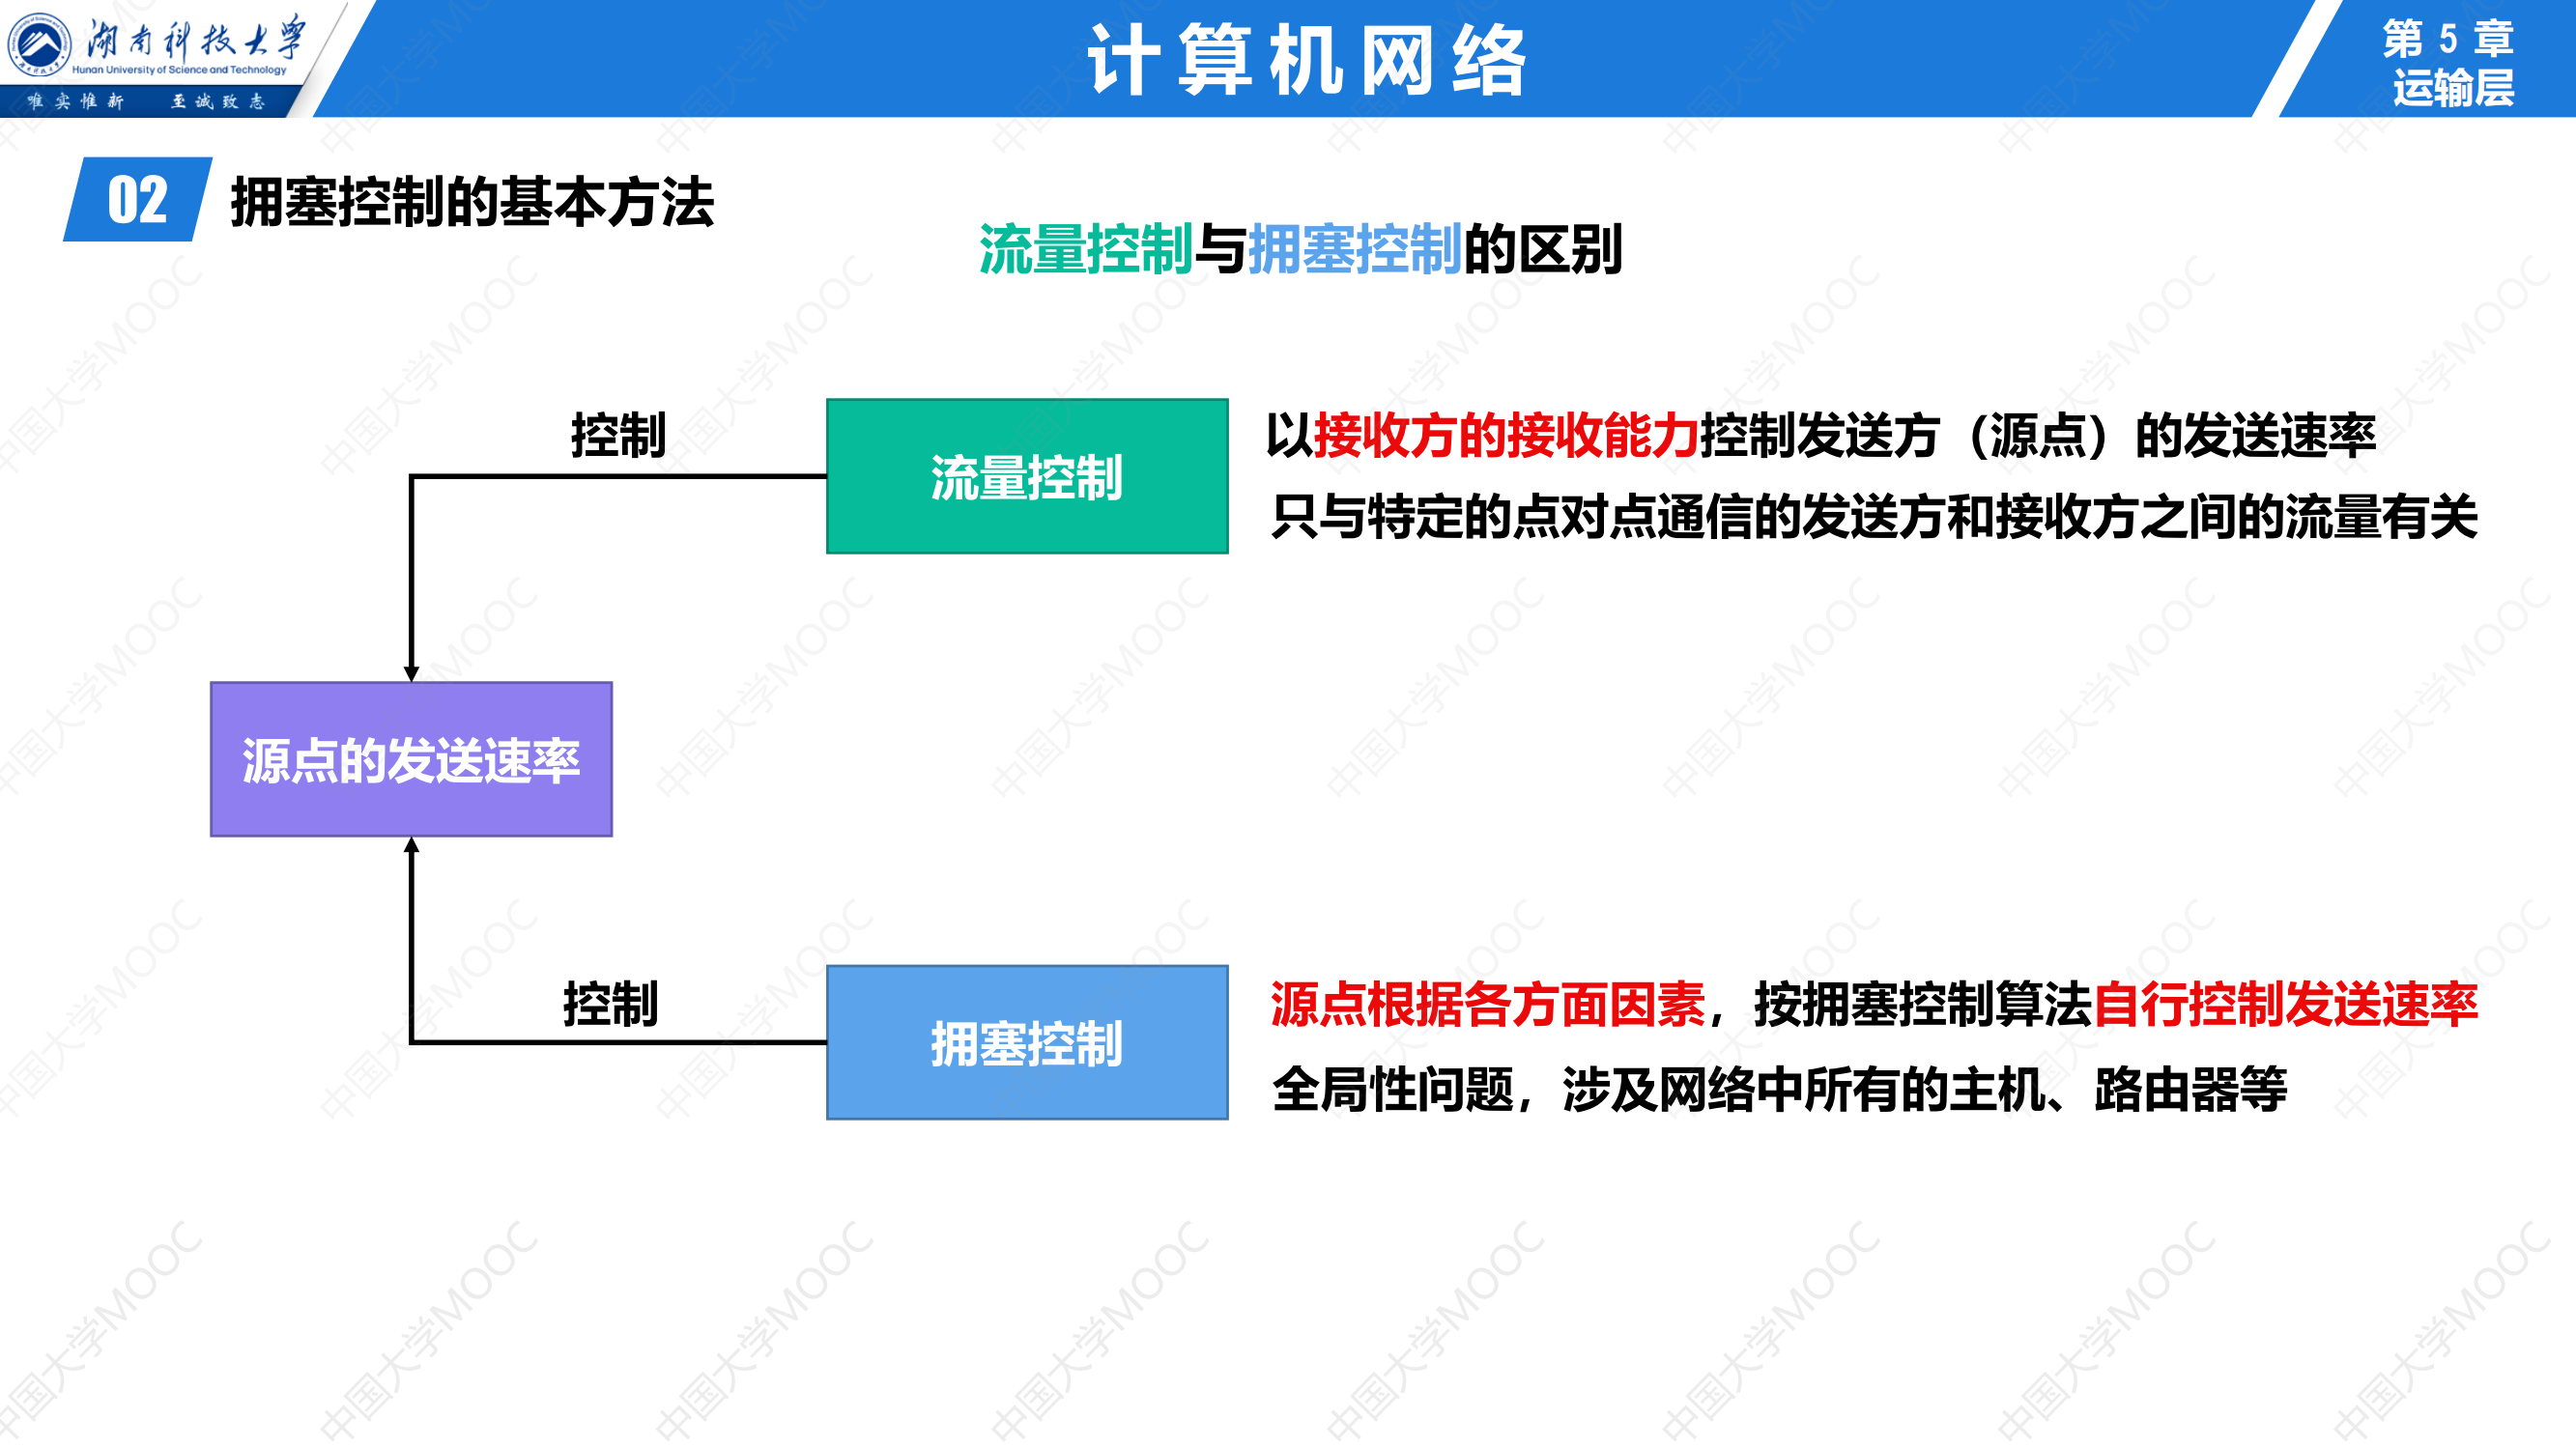 湖南科技大学
Hunan University of Science and Technology
唯实惟新 至诚致志
计算机网络
第 5 章
运输层
02 拥塞控制的基本方法
流量控制与拥塞控制的区别
控制
流量控制
以接收方的接收能力控制发送方（源点）的发送速率
只与特定的点对点通信的发送方和接收方之间的流量有关
源点的发送速率
控制
拥塞控制
源点根据各方面因素，按拥塞控制算法自行控制发送速率
全局性问题，涉及网络中所有的主机、路由器等
中国大学MOOC